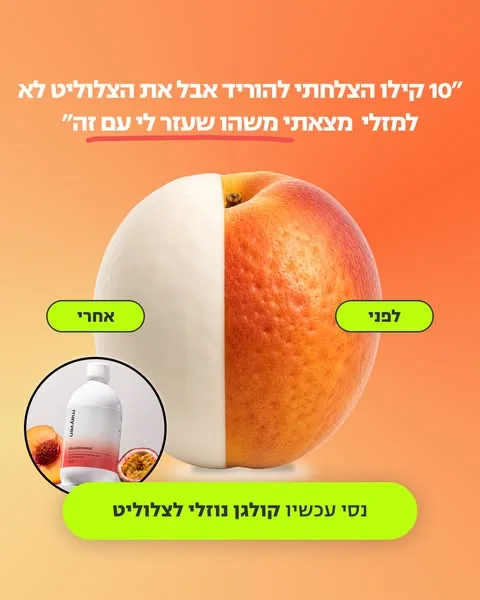 "10 קילו הצלחתי להוריד אבל את הצלוליט לא
למזלי מצאתי משהו שעזר לי עם זה"
לפני
אחרי
mayven
נסי עכשיו קולגן נוזלי לצלוליט